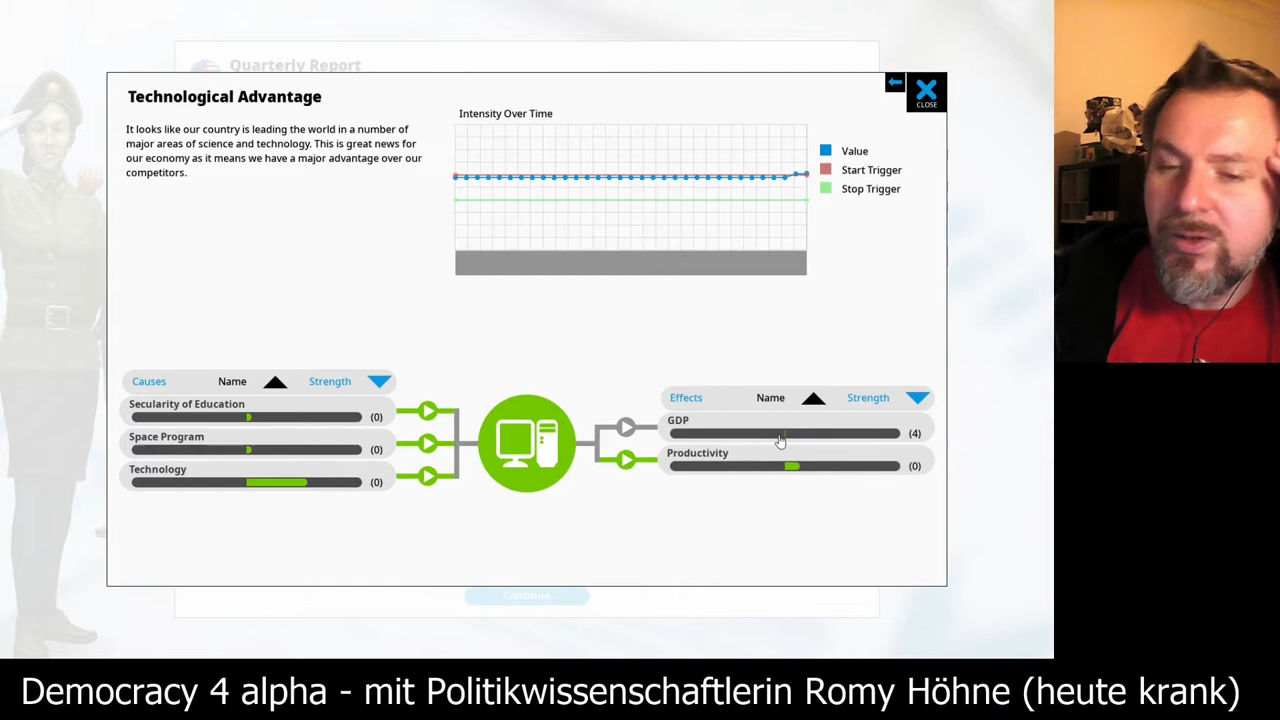 Quarterly Report
Technological Advantage
CLOSE
It looks like our country is leading the world in a number of
major areas of science and technology. This is great news for
our economy as it means we have a major advantage over our
competitors.
Intensity Over Time
Value
Start Trigger
Stop Trigger
Causes Name Strength
Secularity of Education
(0)
Space Program
(0)
Technology
(0)
Effects Name Strength
GDP
(4)
Productivity
(0)
Continue
Democracy 4 alpha - mit Politikwissenschaftlerin Romy Höhne (heute krank)